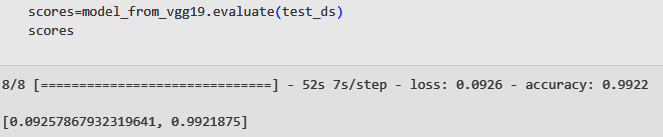 scores=model_from_vgg19.evaluate(test_ds)
scores
8/8 [==============================] - 52s 7s/step - loss: 0.0926 - accuracy: 0.9922
[0.09257867932319641, 0.9921875]